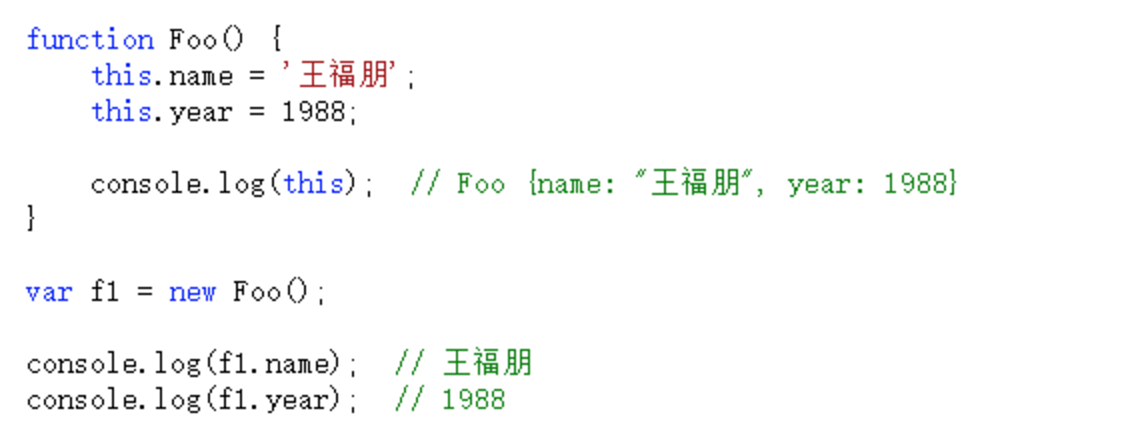 function Foo() {
    this.name = '王福朋';
    this.year = 1988;
    console.log(this);  // Foo {name: "王福朋", year: 1988}
}
var f1 = new Foo();
console.log(f1.name);  // 王福朋
console.log(f1.year);  // 1988